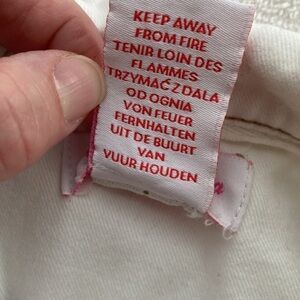 KEEP AWAY
FROM FIRE
TENIR LOIN DES
FLAMMES
TRZYMAĆ Z DALA
OD OGNIA
VON FEUER
FERNHALTEN
UIT DE BUURT
VAN
VUUR HOUDEN